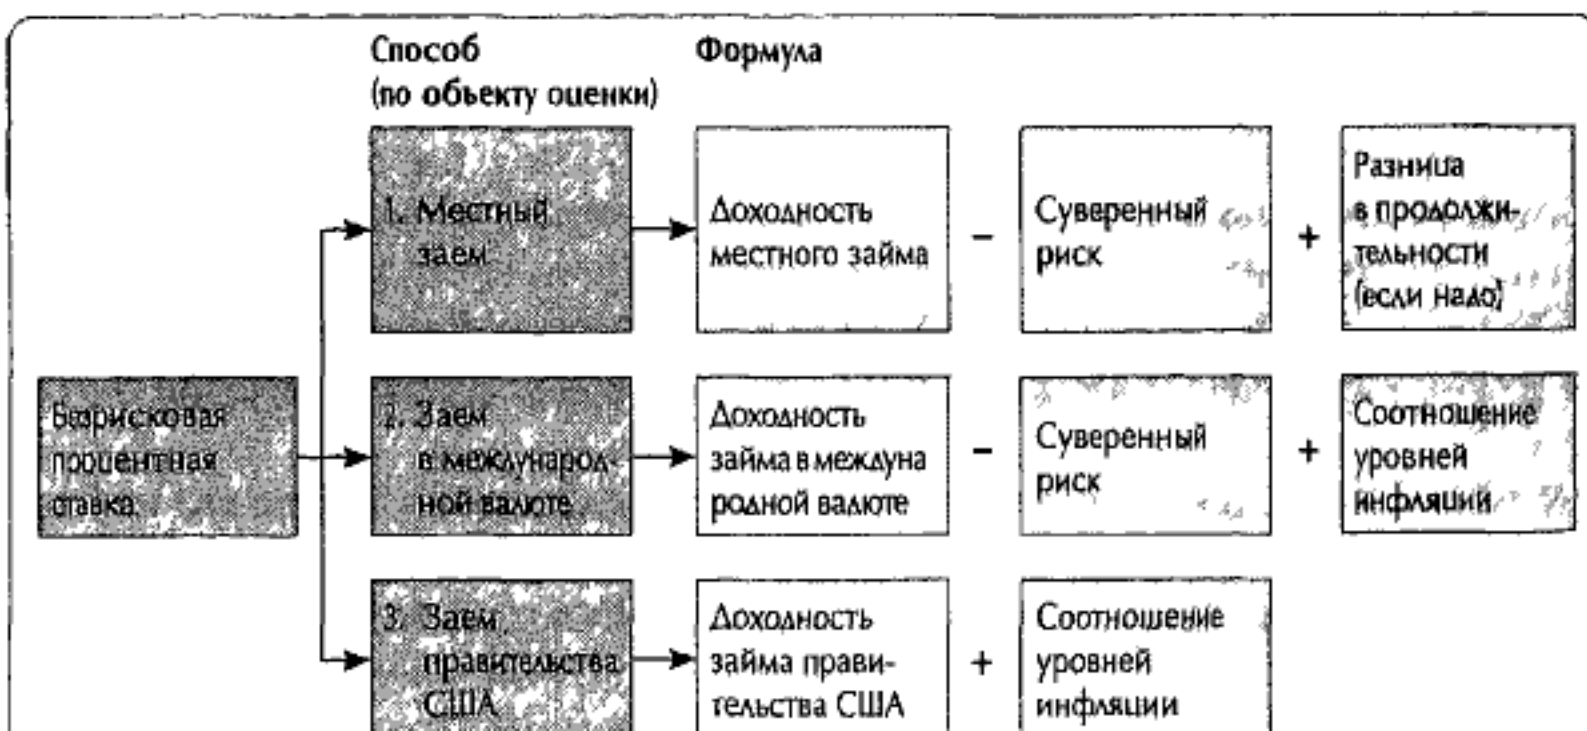 Способ
(по объекту оценки)
Формула
1. Местный
заем
Доходность
местного займа
–
Суверенный
риск
+
Разница
в продолжи-
тельности
(если надо)
Безрисковая
процентная
ставка
2. Заем
в международ-
ной валюте
Доходность
займа в междуна
родной валюте
–
Суверенный
риск
+
Соотношение
уровней
инфляции
3. Заем
правительства
США
Доходность
займа прави-
тельства США
+
Соотношение
уровней
инфляции